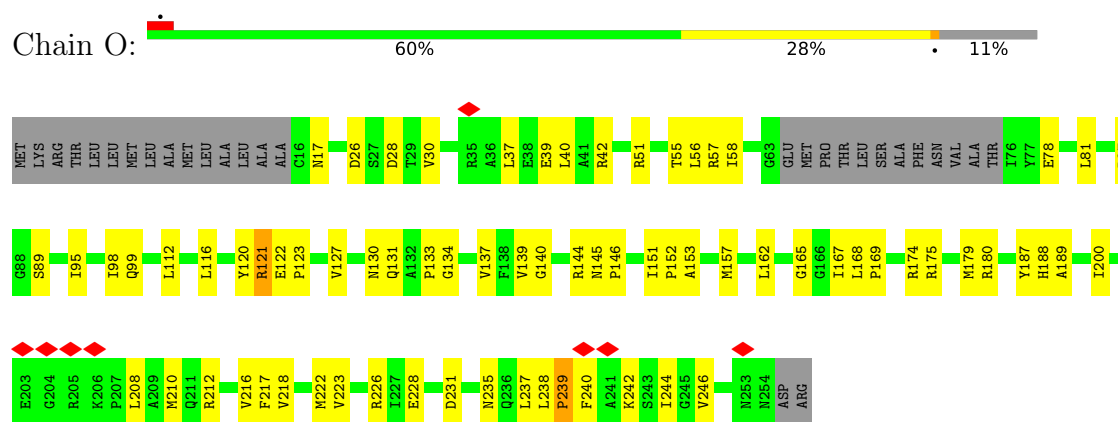 Chain O:
60% 28% 11%
MET LYS ARG THR LEU LEU MET LEU ALA MET LEU ALA LEU ALA ALA C16 N17 D26 S27 D28 T29 V30 R35 A36 L37 E38 E39 L40 A41 R42 R51 T55 L56 R57 I58 G63 GLU MET PRO THR LEU SER ALA PHE ASN VAL ALA THR I76 Y77 E78 L81
G88 S89 I95 I98 Q99 L112 L116 Y120 R121 E122 P123 V127 N130 Q131 A132 P133 G134 V137 F138 V139 G140 R144 N145 P146 I151 P152 A153 M157 L162 G165 G166 I167 L168 P169 R174 R175 M179 R180 Y187 H188 A189 I200
E203 G204 R205 K206 P207 L208 A209 M210 Q211 R212 V216 F217 V218 M222 V223 R226 I227 E228 D231 N235 Q236 L237 L238 P239 F240 A241 K242 S243 I244 G245 V246 N253 N254 ASP ARG